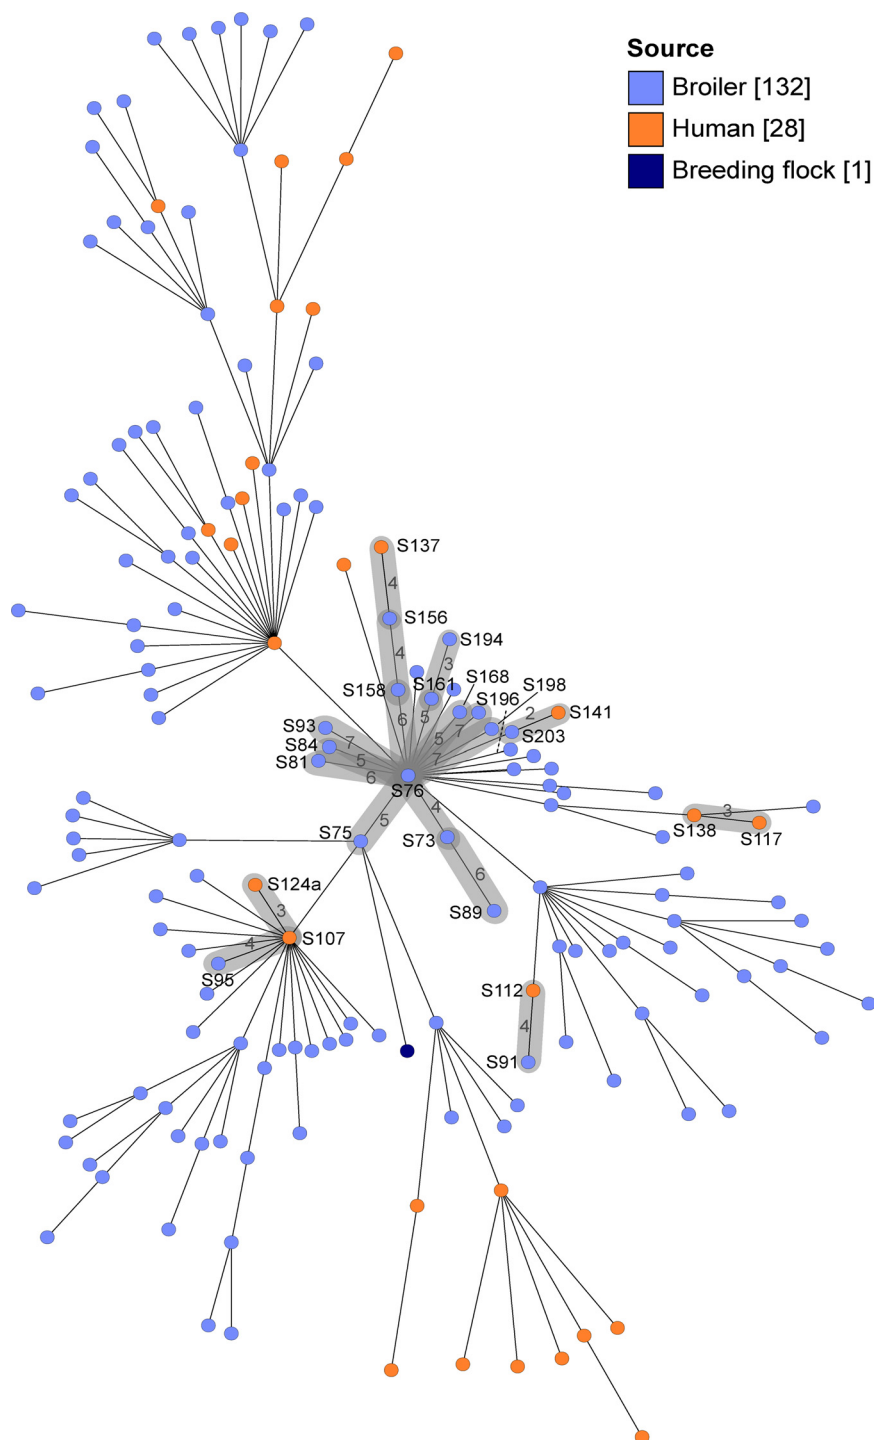 Source
Broiler [132]
Human [28]
Breeding flock [1]
S137
4
S156
S194
4
3
S168
S158
S161
S196
S198
6
5
2
S141
S93
7
5
7
S203
S84
5
7
S81
6
S76
4
3
S75
5
S138
S117
S73
6
S124a
3
S89
S107
4
S95
S112
4
S91